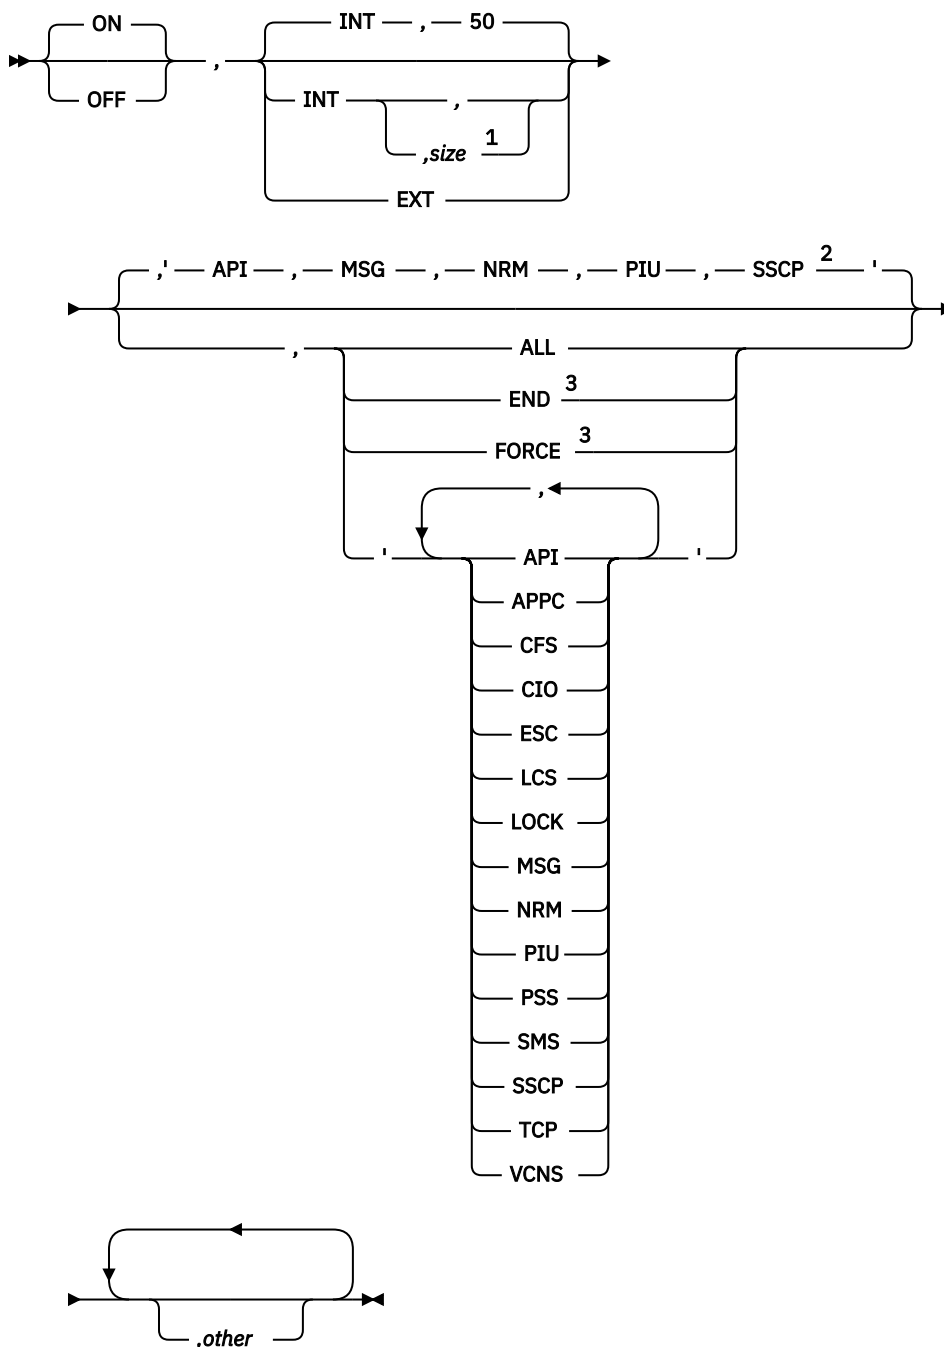 ON
OFF
,
INT , 50
INT ,
,size 1
EXT
,' API , MSG , NRM , PIU , SSCP 2 '
, ALL
END 3
FORCE 3
,
' API '
APPC
CFS
CIO
ESC
LCS
LOCK
MSG
NRM
PIU
PSS
SMS
SSCP
TCP
VCNS
,other